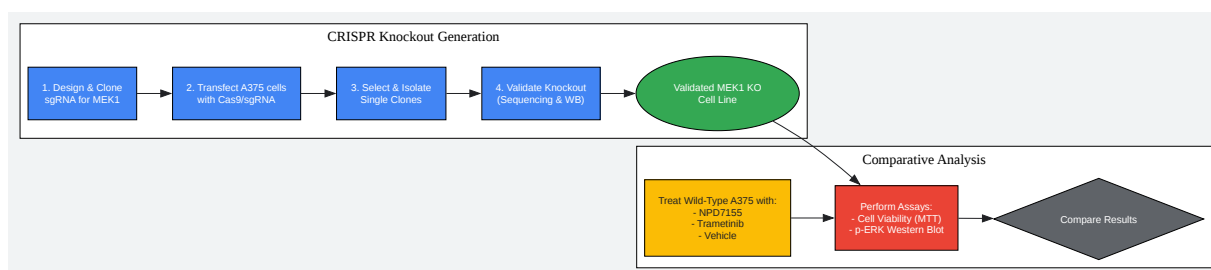 CRISPR Knockout Generation
1. Design & Clone
sgRNA for MEK1
2. Transfect A375 cells
with Cas9/sgRNA
3. Select & Isolate
Single Clones
4. Validate Knockout
(Sequencing & WB)
Validated MEK1 KO
Cell Line
Comparative Analysis
Treat Wild-Type A375 with:
- NPD7155
- Trametinib
- Vehicle
Perform Assays:
- Cell Viability (MTT)
- p-ERK Western Blot
Compare Results